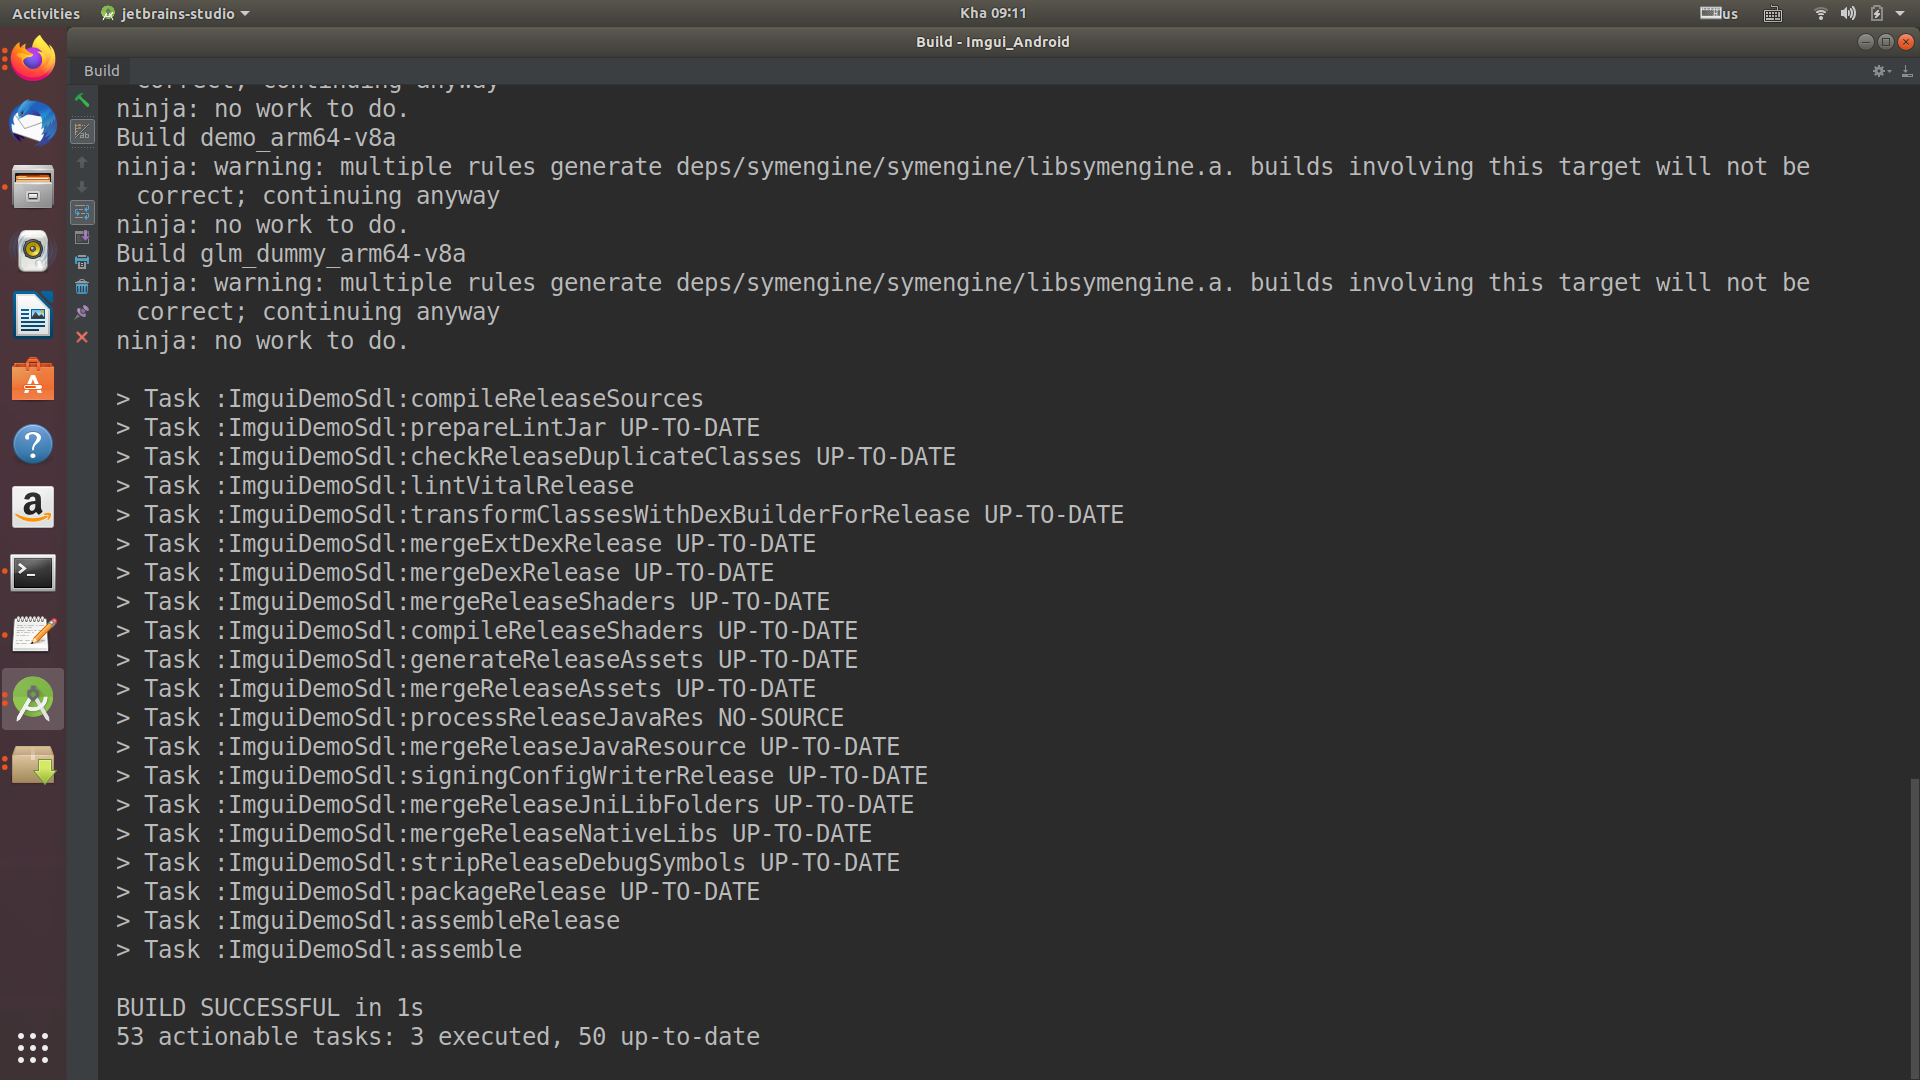 Activities
jetbrains-studio
Kha 09:11
us
Build - Imgui_Android
Build
correct; continuing anyway
ninja: no work to do.
Build demo_arm64-v8a
ninja: warning: multiple rules generate deps/symengine/symengine/libsymengine.a. builds involving this target will not be
correct; continuing anyway
ninja: no work to do.
Build glm_dummy_arm64-v8a
ninja: warning: multiple rules generate deps/symengine/symengine/libsymengine.a. builds involving this target will not be
correct; continuing anyway
ninja: no work to do.
> Task :ImguiDemoSdl:compileReleaseSources
> Task :ImguiDemoSdl:prepareLintJar UP-TO-DATE
> Task :ImguiDemoSdl:checkReleaseDuplicateClasses UP-TO-DATE
> Task :ImguiDemoSdl:lintVitalRelease
> Task :ImguiDemoSdl:transformClassesWithDexBuilderForRelease UP-TO-DATE
> Task :ImguiDemoSdl:mergeExtDexRelease UP-TO-DATE
> Task :ImguiDemoSdl:mergeDexRelease UP-TO-DATE
> Task :ImguiDemoSdl:mergeReleaseShaders UP-TO-DATE
> Task :ImguiDemoSdl:compileReleaseShaders UP-TO-DATE
> Task :ImguiDemoSdl:generateReleaseAssets UP-TO-DATE
> Task :ImguiDemoSdl:mergeReleaseAssets UP-TO-DATE
> Task :ImguiDemoSdl:processReleaseJavaRes NO-SOURCE
> Task :ImguiDemoSdl:mergeReleaseJavaResource UP-TO-DATE
> Task :ImguiDemoSdl:signingConfigWriterRelease UP-TO-DATE
> Task :ImguiDemoSdl:mergeReleaseJniLibFolders UP-TO-DATE
> Task :ImguiDemoSdl:mergeReleaseNativeLibs UP-TO-DATE
> Task :ImguiDemoSdl:stripReleaseDebugSymbols UP-TO-DATE
> Task :ImguiDemoSdl:packageRelease UP-TO-DATE
> Task :ImguiDemoSdl:assembleRelease
> Task :ImguiDemoSdl:assemble
BUILD SUCCESSFUL in 1s
53 actionable tasks: 3 executed, 50 up-to-date